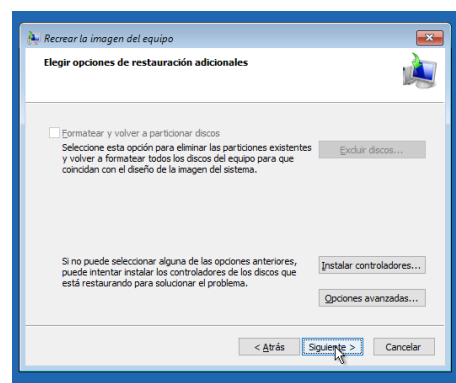 Recrear la imagen del equipo
Elegir opciones de restauración adicionales
Formatear y volver a particionar discos
Seleccione esta opción para eliminar las particiones existentes
y volver a formatear todos los discos del equipo para que
coincidan con el diseño de la imagen del sistema.
Excluir discos...
Si no puede seleccionar alguna de las opciones anteriores,
puede intentar instalar los controladores de los discos que
está restaurando para solucionar el problema.
Instalar controladores...
Opciones avanzadas...
< Atrás
Siguiente >
Cancelar